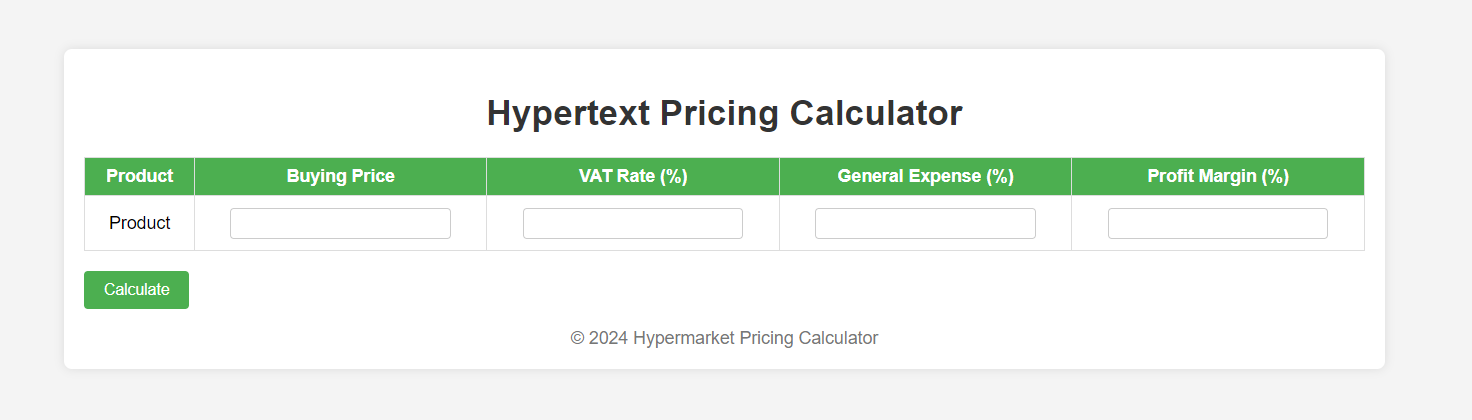 Hypertext Pricing Calculator
Product Buying Price VAT Rate (%) General Expense (%) Profit Margin (%)
Product
Calculate
© 2024 Hypermarket Pricing Calculator